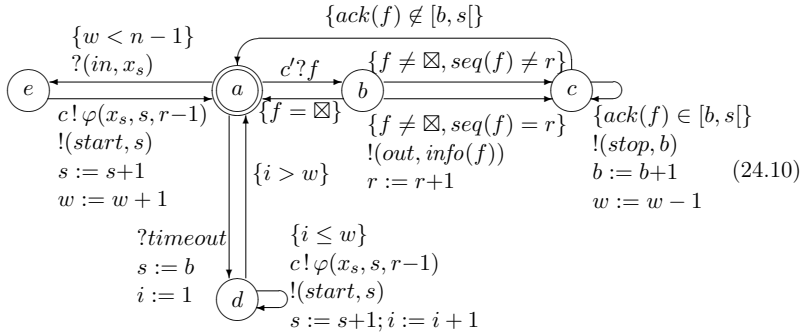 {ack(f) ∉ [b, s[}
{w < n − 1}
?(in, x_s)
c′?f
{f ≠ ⊠, seq(f) ≠ r}
e
a
b
c
c ! φ(x_s, s, r−1)
!(start, s)
s := s+1
w := w + 1
{f = ⊠}
{f ≠ ⊠, seq(f) = r}
!(out, info(f))
r := r+1
{ack(f) ∈ [b, s[}
!(stop, b)
b := b+1
w := w − 1
(24.10)
{i > w}
?timeout
s := b
i := 1
d
{i ≤ w}
c ! φ(x_s, s, r−1)
!(start, s)
s := s+1; i := i + 1